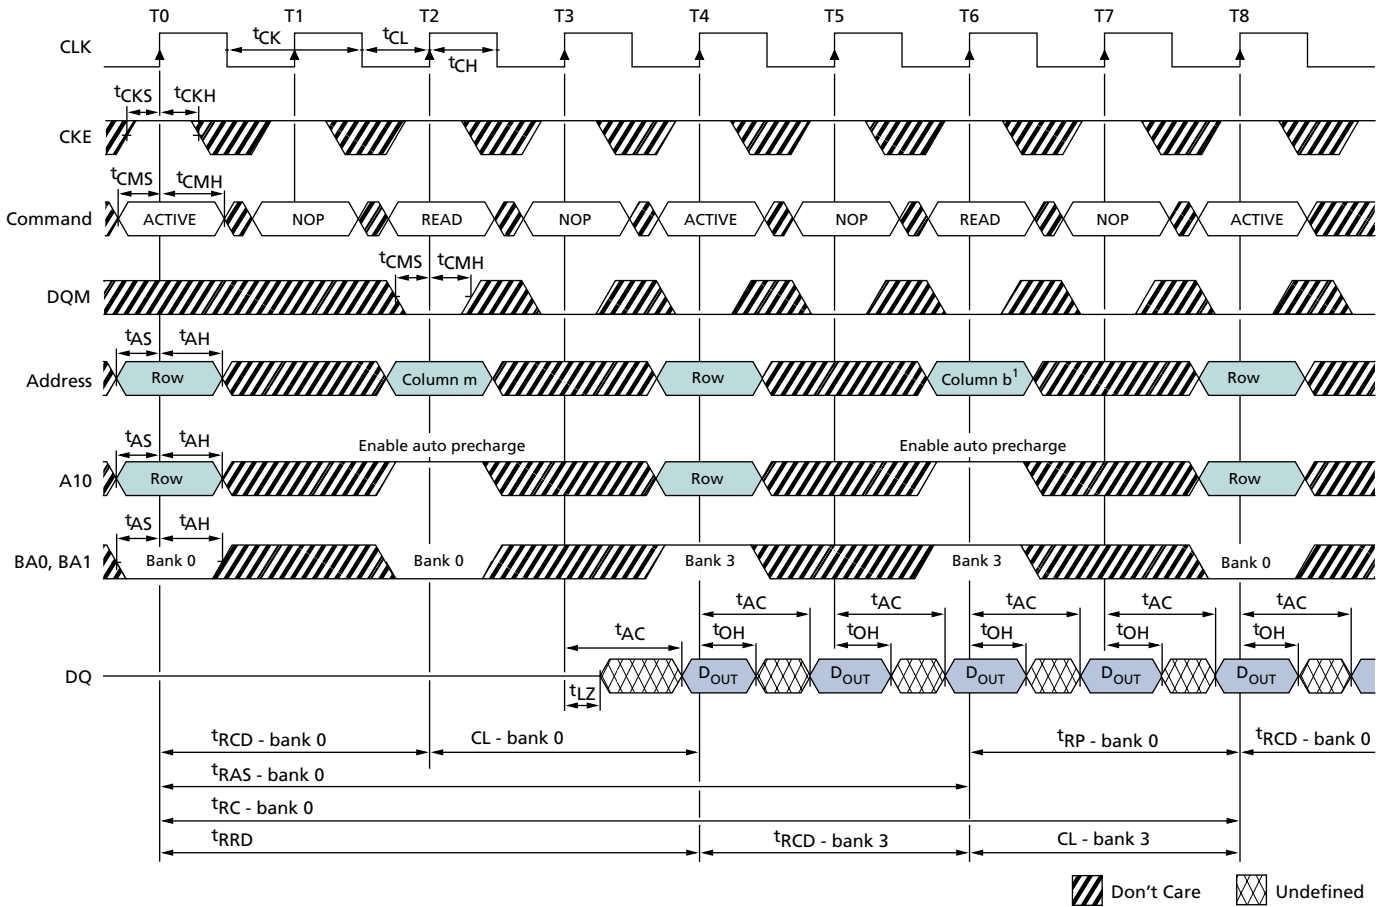 T0 T1 T2 T3 T4 T5 T6 T7 T8
CLK
tCK tCL
tCH
tCKS tCKH
CKE
tCMS tCMH
Command ACTIVE NOP READ NOP ACTIVE NOP READ NOP ACTIVE
tCMS tCMH
DQM
tAS tAH
Address Row Column m Row Column b1 Row
tAS tAH Enable auto precharge Enable auto precharge
A10 Row Row Row
tAS tAH
BA0, BA1 Bank 0 Bank 0 Bank 3 Bank 3 Bank 0
tAC tAC tAC tAC tAC
tAC tOH tOH tOH tOH tOH
DQ DOUT DOUT DOUT DOUT DOUT
tLZ
tRCD - bank 0 CL - bank 0 tRP - bank 0 tRCD - bank 0
tRAS - bank 0
tRC - bank 0
tRRD tRCD - bank 3 CL - bank 3
Don't Care Undefined